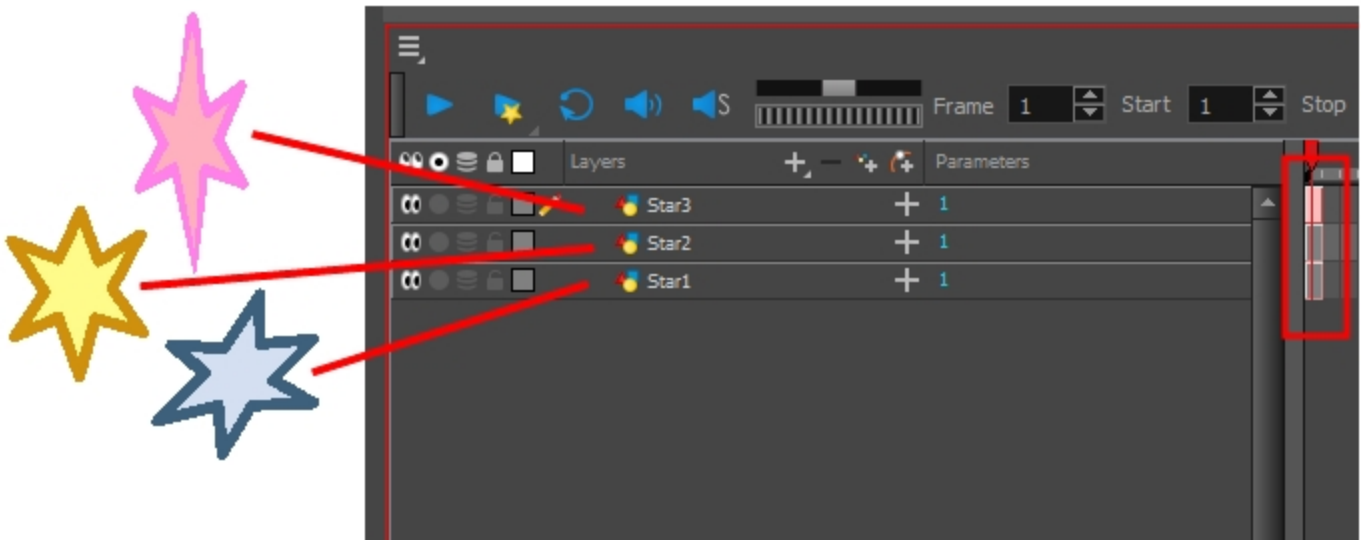 S Frame 1 Start 1 Stop
Layers Parameters
Star3 1
Star2 1
Star1 1